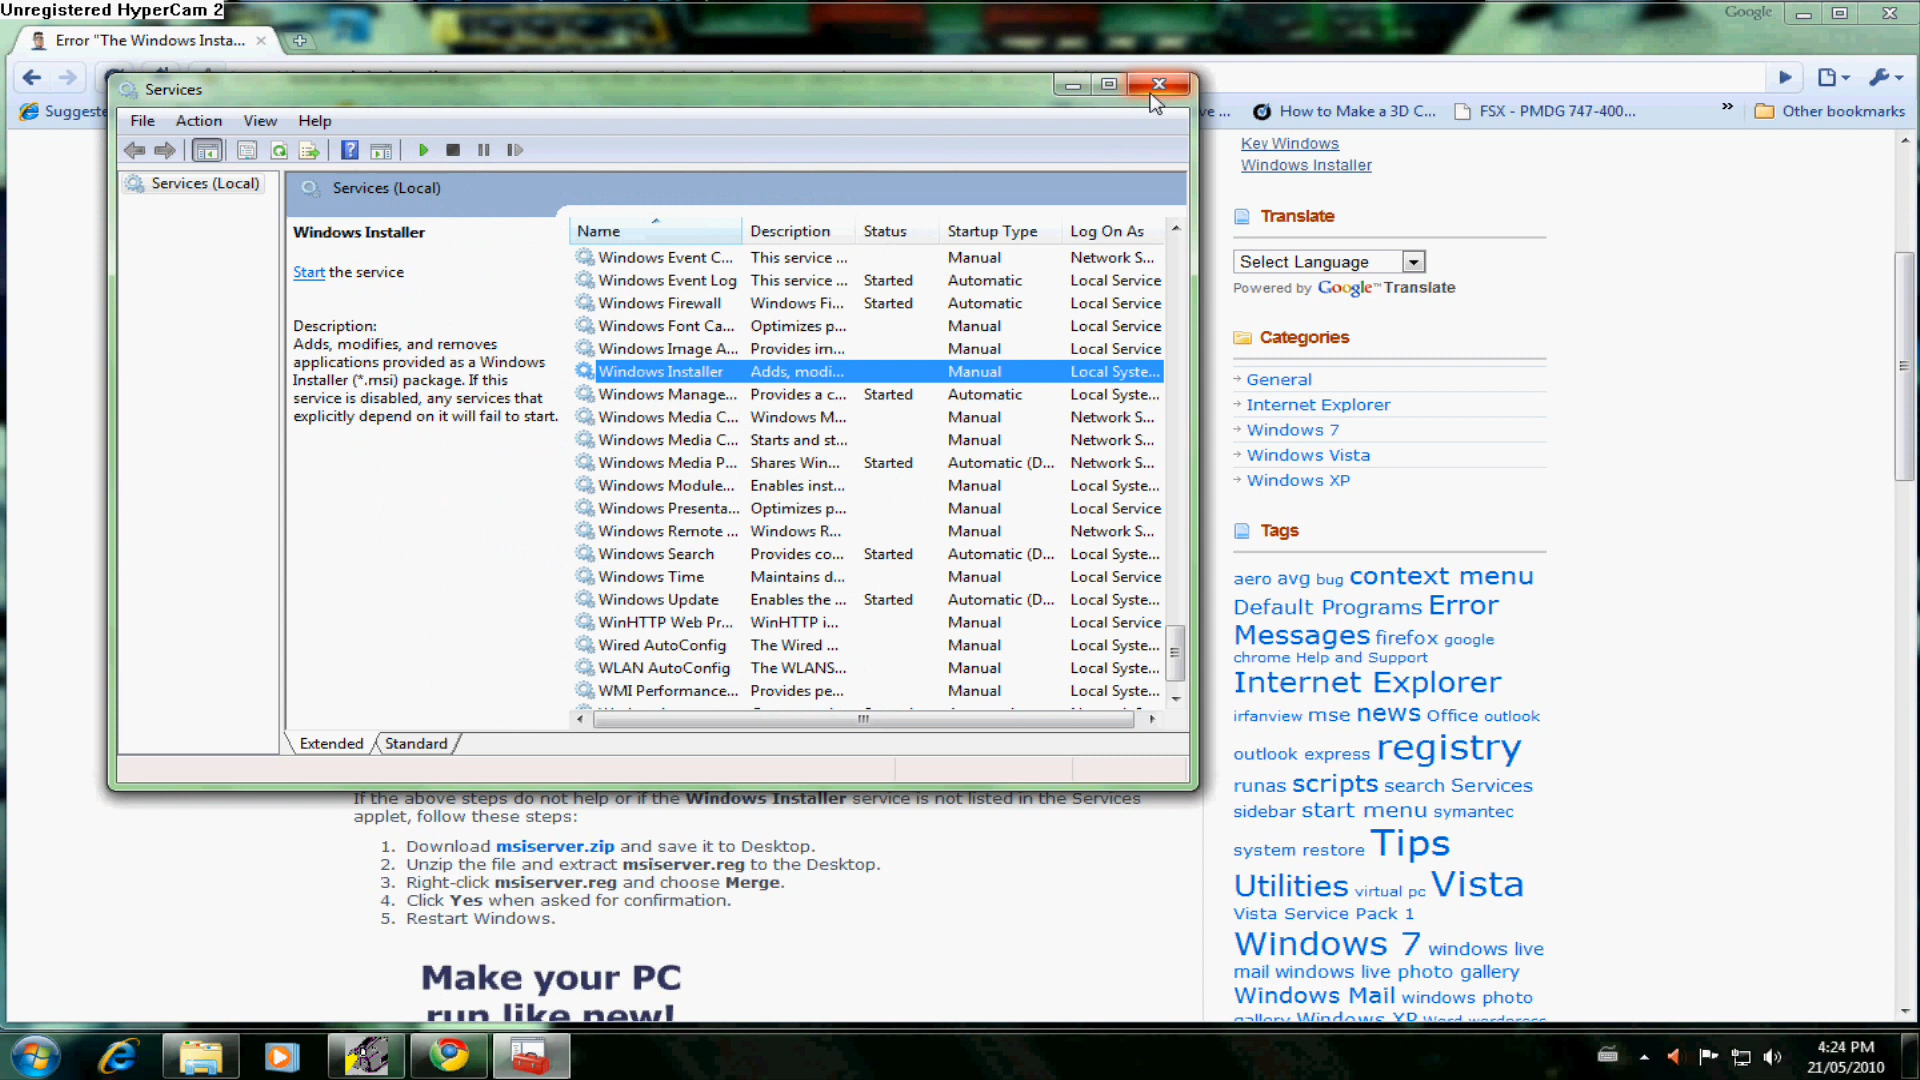 Unregistered HyperCam 2
Google
Error "The Windows Insta...
Suggeste
ve ...
How to Make a 3D C...
FSX - PMDG 747-400...
»
Other bookmarks
Services
File Action View Help
Services (Local)
Services (Local)
Windows Installer
Start the service
Description:
Adds, modifies, and removes
applications provided as a Windows
Installer (*.msi) package. If this
service is disabled, any services that
explicitly depend on it will fail to start.
Name Description Status Startup Type Log On As
Windows Event C... This service ... Manual Network S...
Windows Event Log This service ... Started Automatic Local Service
Windows Firewall Windows Fi... Started Automatic Local Service
Windows Font Ca... Optimizes p... Manual Local Service
Windows Image A... Provides im... Manual Local Service
Windows Installer Adds, modi... Manual Local Syste...
Windows Manage... Provides a c... Started Automatic Local Syste...
Windows Media C... Windows M... Manual Network S...
Windows Media C... Starts and st... Manual Network S...
Windows Media P... Shares Win... Started Automatic (D... Network S...
Windows Module... Enables inst... Manual Local Syste...
Windows Presenta... Optimizes p... Manual Local Service
Windows Remote ... Windows R... Manual Network S...
Windows Search Provides co... Started Automatic (D... Local Syste...
Windows Time Maintains d... Manual Local Service
Windows Update Enables the ... Started Automatic (D... Local Syste...
WinHTTP Web Pr... WinHTTP i... Manual Local Service
Wired AutoConfig The Wired ... Manual Local Syste...
WLAN AutoConfig The WLANS... Manual Local Syste...
WMI Performance... Provides pe... Manual Local Syste...
Extended Standard
If the above steps do not help or if the Windows Installer service is not listed in the Services
applet, follow these steps:
1. Download msiserver.zip and save it to Desktop.
2. Unzip the file and extract msiserver.reg to the Desktop.
3. Right-click msiserver.reg and choose Merge.
4. Click Yes when asked for confirmation.
5. Restart Windows.
Make your PC
run like new!
Key Windows
Windows Installer
Translate
Select Language
Powered by Google™ Translate
Categories
General
Internet Explorer
Windows 7
Windows Vista
Windows XP
Tags
aero avg bug context menu
Default Programs Error
Messages firefox google
chrome Help and Support
Internet Explorer
irfanview mse news Office outlook
outlook express registry
runas scripts search Services
sidebar start menu symantec
system restore Tips
Utilities virtual pc Vista
Vista Service Pack 1
Windows 7 windows live
mail windows live photo gallery
Windows Mail windows photo
gallery Windows XP Word wordpress
4:24 PM
21/05/2010